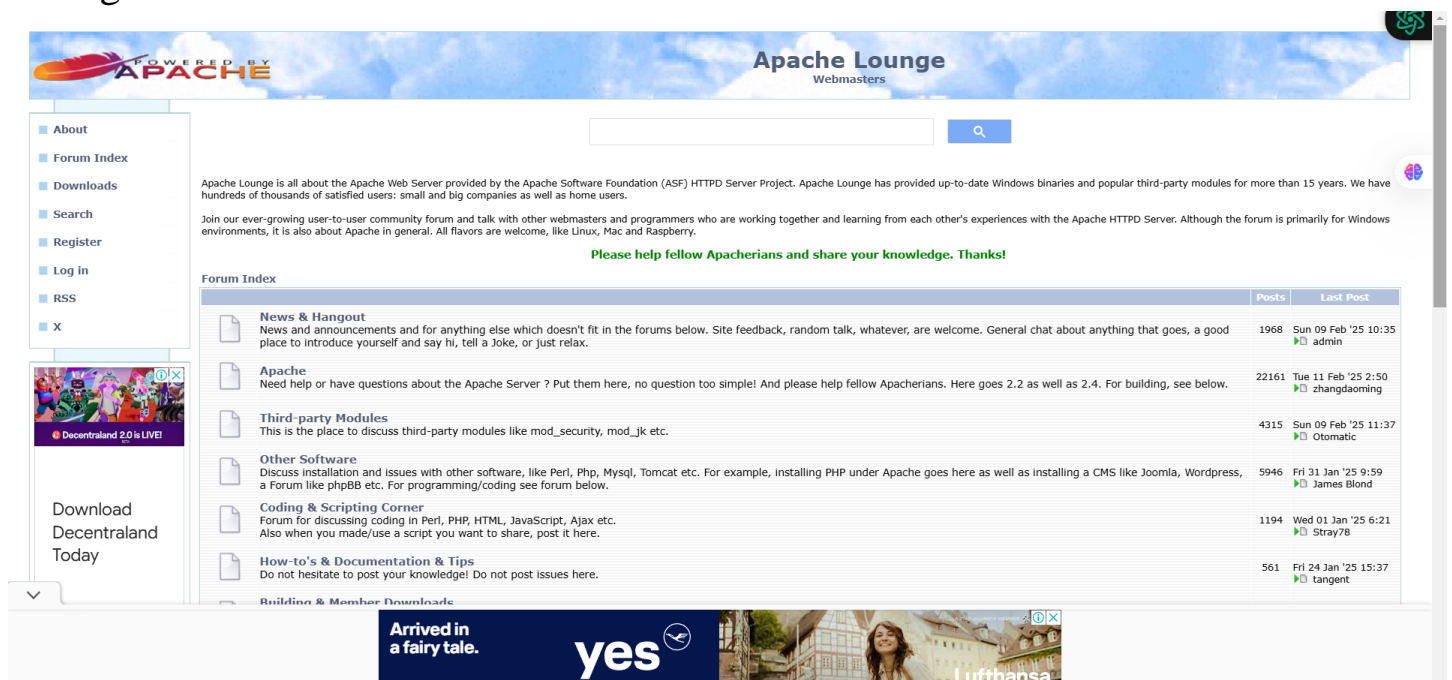 POWERED BY
APACHE
Apache Lounge
Webmasters
About
Forum Index
Downloads
Search
Register
Log in
RSS
X
Apache Lounge is all about the Apache Web Server provided by the Apache Software Foundation (ASF) HTTPD Server Project. Apache Lounge has provided up-to-date Windows binaries and popular third-party modules for more than 15 years. We have
hundreds of thousands of satisfied users: small and big companies as well as home users.
Join our ever-growing user-to-user community forum and talk with other webmasters and programmers who are working together and learning from each other's experiences with the Apache HTTPD Server. Although the forum is primarily for Windows
environments, it is also about Apache in general. All flavors are welcome, like Linux, Mac and Raspberry.
Please help fellow Apacherians and share your knowledge. Thanks!
Forum Index
Posts Last Post
News & Hangout
News and announcements and for anything else which doesn't fit in the forums below. Site feedback, random talk, whatever, are welcome. General chat about anything that goes, a good
place to introduce yourself and say hi, tell a Joke, or just relax.
1968 Sun 09 Feb '25 10:35
admin
Apache
Need help or have questions about the Apache Server ? Put them here, no question too simple! And please help fellow Apacherians. Here goes 2.2 as well as 2.4. For building, see below.
22161 Tue 11 Feb '25 2:50
zhangdaoming
Third-party Modules
This is the place to discuss third-party modules like mod_security, mod_jk etc.
4315 Sun 09 Feb '25 11:37
Otomatic
Other Software
Discuss installation and issues with other software, like Perl, Php, Mysql, Tomcat etc. For example, installing PHP under Apache goes here as well as installing a CMS like Joomla, Wordpress,
a Forum like phpBB etc. For programming/coding see forum below.
5946 Fri 31 Jan '25 9:59
James Blond
Coding & Scripting Corner
Forum for discussing coding in Perl, PHP, HTML, JavaScript, Ajax etc.
Also when you made/use a script you want to share, post it here.
1194 Wed 01 Jan '25 6:21
Stray78
How-to's & Documentation & Tips
Do not hesitate to post your knowledge! Do not post issues here.
561 Fri 24 Jan '25 15:37
tangent
Building & Member Downloads
Decentraland 2.0 is LIVE!
Download
Decentraland
Today
Arrived in
a fairy tale.
yes
Lufthansa